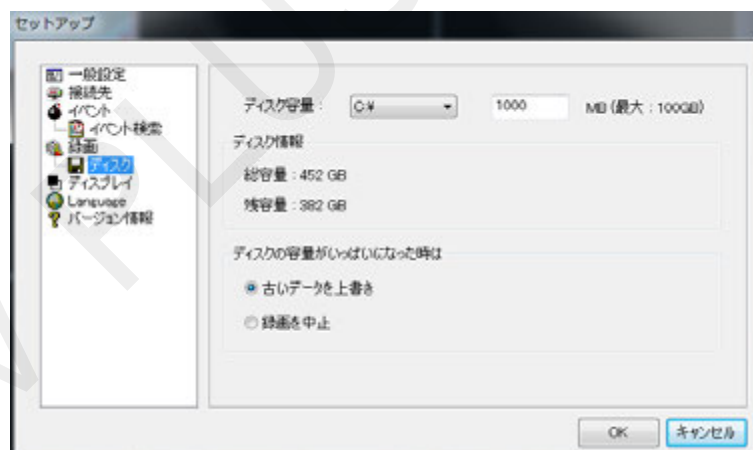 セットアップ
一般設定
接続先
イベント
イベント検索
録画
ディスク
ディスプレイ
Language
バージョン情報
ディスク容量： C:¥ 1000 MB (最大：100GB)
ディスク情報
総容量：452 GB
残容量：382 GB
ディスクの容量がいっぱいになった時は
古いデータを上書き
録画を中止
OK キャンセル